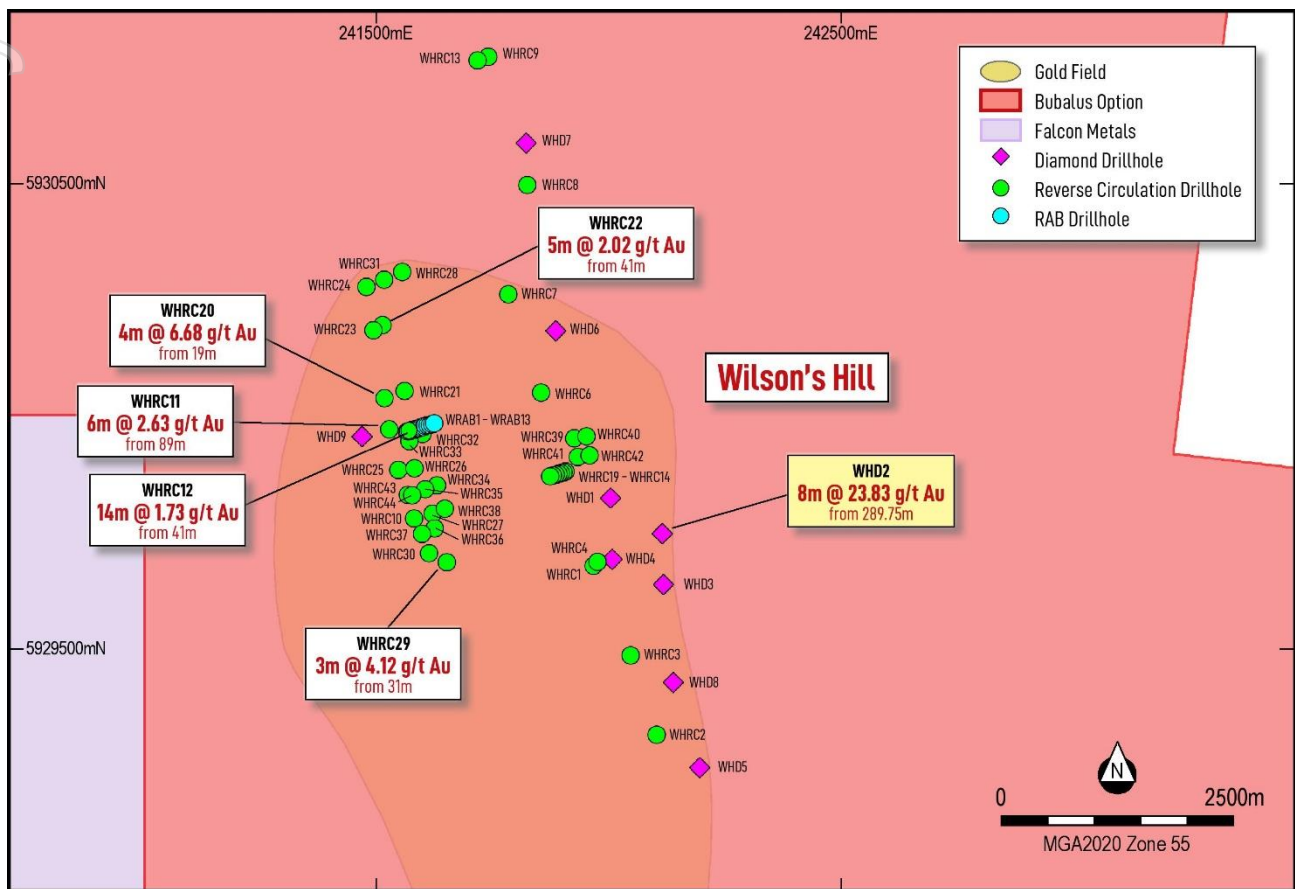 241500mE
242500mE
WHRC13
WHRC9
Gold Field
Bubalus Option
Falcon Metals
Diamond Drillhole
Reverse Circulation Drillhole
RAB Drillhole
WHD7
5930500mN
WHRC8
WHRC22
5m @ 2.02 g/t Au
from 41m
WHRC31
WHRC28
WHRC24
WHRC7
WHRC20
4m @ 6.68 g/t Au
from 19m
WHRC23
WHD6
Wilson's Hill
WHRC21
WHRC6
WHRC11
6m @ 2.63 g/t Au
from 89m
WRAB1 - WRAB13
WHD9
WHRC32
WHRC33
WHRC39
WHRC40
WHRC41
WHRC42
WHRC25
WHRC26
WHRC19 - WHRC14
WHD2
8m @ 23.83 g/t Au
from 289.75m
WHRC12
14m @ 1.73 g/t Au
from 41m
WHRC34
WHRC43
WHRC35
WHRC44
WHD1
WHRC38
WHRC10
WHRC27
WHRC37
WHRC36
WHRC30
WHRC4
WHD4
WHRC1
WHD3
WHRC29
3m @ 4.12 g/t Au
from 31m
5929500mN
WHRC3
WHD8
WHRC2
WHD5
N
0
2500m
MGA2020 Zone 55